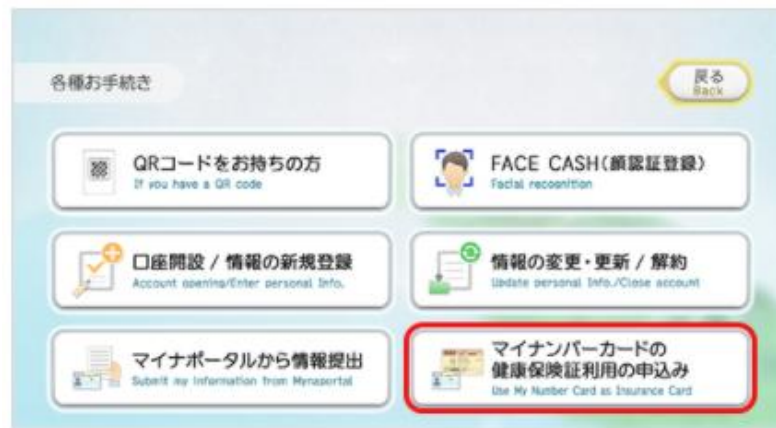 各種お手続き
戻る
Back
QRコードをお持ちの方
If you have a QR code
FACE CASH(顔認証登録)
Facial recognition
口座開設 / 情報の新規登録
Account opening/Enter personal Info.
情報の変更・更新 / 解約
Update personal Info./Close account
マイナポータルから情報提出
Submit my information from Mynaportal
マイナンバーカードの
健康保険証利用の申込み
Use My Number Card as Insurance Card